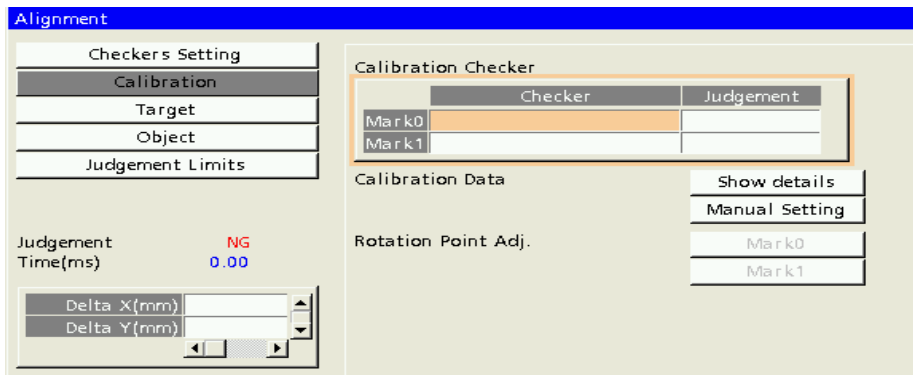 Alignment
Checkers Setting
Calibration
Target
Object
Judgement Limits
Judgement NG
Time(ms) 0.00
Delta X(mm)
Delta Y(mm)
Calibration Checker
Checker Judgement
Mark0
Mark1
Calibration Data Show details
Manual Setting
Rotation Point Adj. Mark0
Mark1